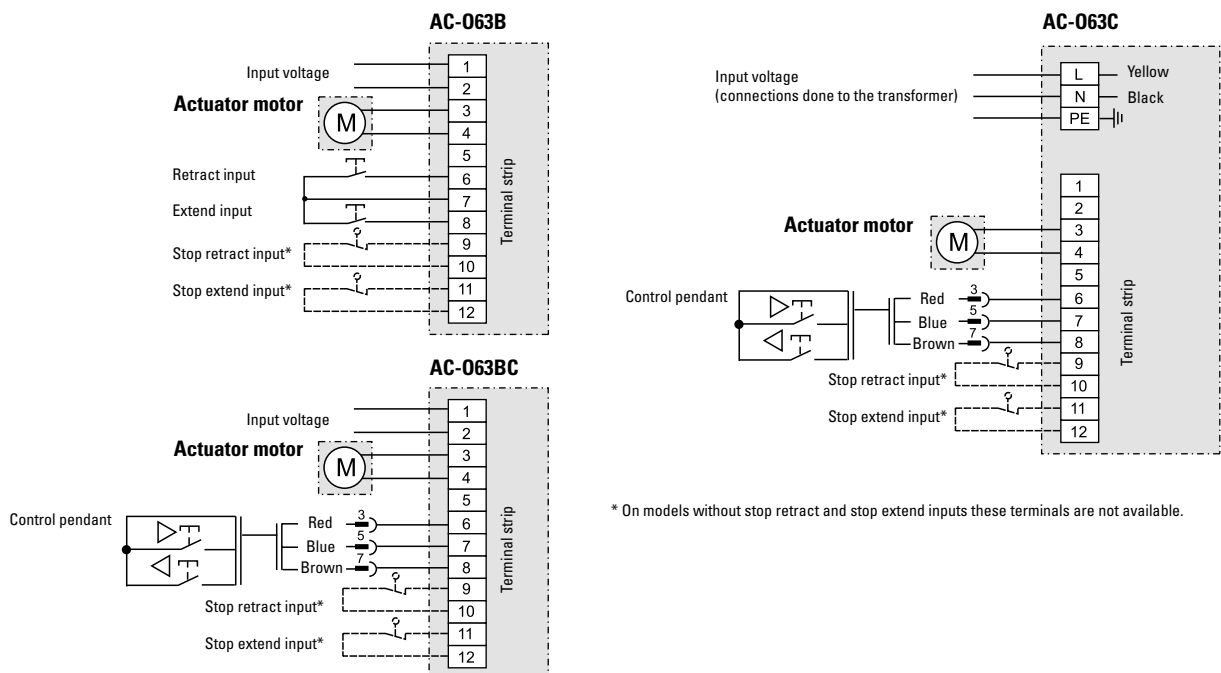 AC-063B
Input voltage
Actuator motor
M
Retract input
Extend input
Stop retract input*
Stop extend input*
1
2
3
4
5
6
7
8
9
10
11
12
Terminal strip
AC-063BC
Input voltage
Actuator motor
M
Control pendant
Red 3
Blue 5
Brown 7
Stop retract input*
Stop extend input*
1
2
3
4
5
6
7
8
9
10
11
12
Terminal strip
AC-063C
Input voltage
(connections done to the transformer)
L Yellow
N Black
PE
Actuator motor
M
Control pendant
Red 3
Blue 5
Brown 7
Stop retract input*
Stop extend input*
1
2
3
4
5
6
7
8
9
10
11
12
Terminal strip
* On models without stop retract and stop extend inputs these terminals are not available.